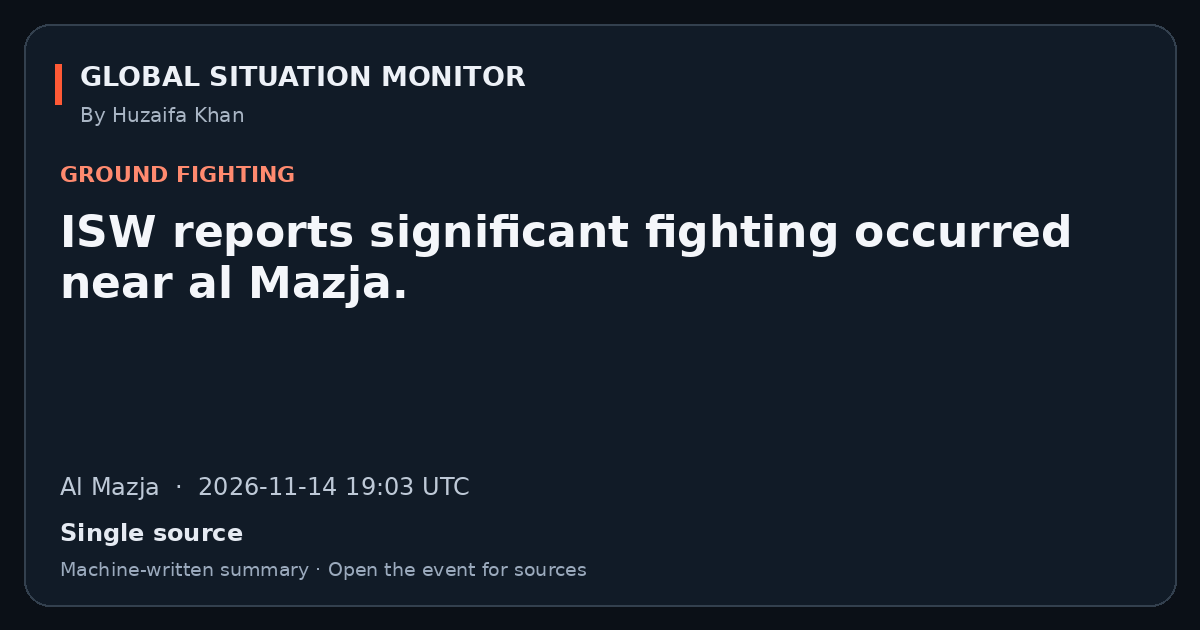 GLOBAL SITUATION MONITOR
By Huzaifa Khan
GROUND FIGHTING
ISW reports significant fighting occurred
near al Mazja.
Al Mazja · 2026-11-14 19:03 UTC
Single source
Machine-written summary · Open the event for sources